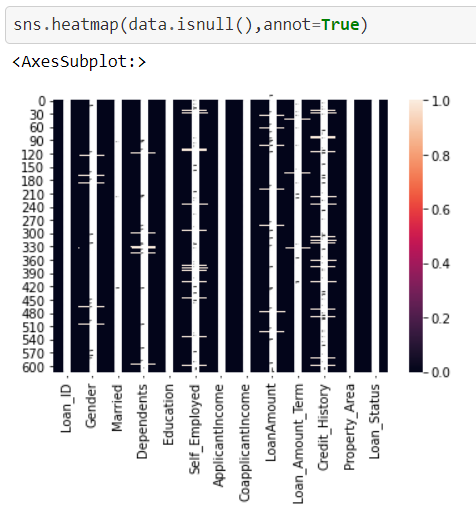 sns.heatmap(data.isnull(),annot=True)
<AxesSubplot:>
0
30
60
90
120
150
180
210
240
270
300
330
360
390
420
450
480
510
540
570
600
1.0
0.8
0.6
0.4
0.2
0.0
Loan_ID
Gender
Married
Dependents
Education
Self_Employed
ApplicantIncome
CoapplicantIncome
LoanAmount
Loan_Amount_Term
Credit_History
Property_Area
Loan_Status